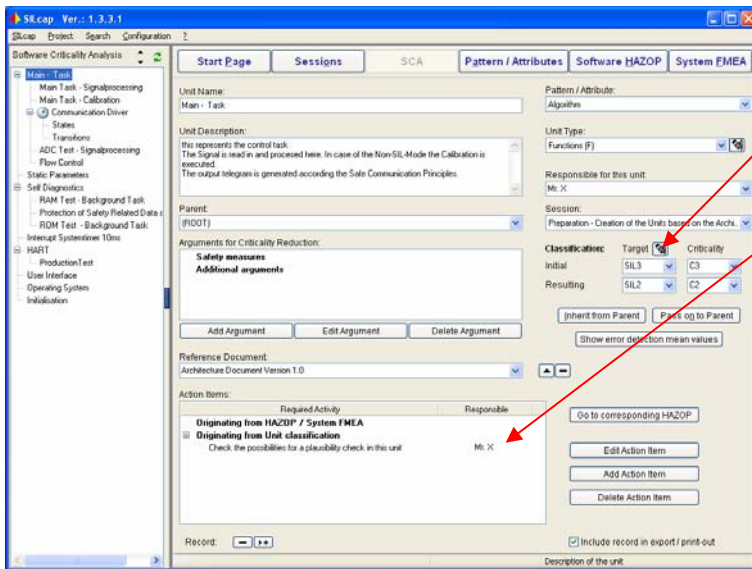 SILcap Ver.: 1.3.3.1
SILcap Project Search Configuration ?
Software Criticality Analysis
Start Page Sessions SCA Pattern / Attributes Software HAZOP System FMEA
Main - Task
Main Task - Signalprocessing
Main Task - Calibration
Communication Driver
States
Transitions
ADC Test - Signalprocessing
Flow Control
Static Parameters
Self Diagnostics
RAM Test - Background Task
Protection of Safety Related Data
ROM Test - Background Task
Interrupt Systemtimer 10ms
HART
ProductionTest
User Interface
Operating System
Initialisation
Unit Name:
Main - Task
Unit Description:
this represents the control task
The Signal is read in and procesed here. In case of the Non-SIL-Mode the Calibration is
executed.
The output telegram is generated according the Safe Communication Principles.
Parent:
(ROOT)
Arguments for Criticality Reduction:
Safety measures
Additional arguments
Add Argument Edit Argument Delete Argument
Reference Document:
Architecture Document Version 1.0
Action Items:
Required Activity Responsible
Originating from HAZOP / System FMEA
Originating from Unit classification
Check the possibilities for a plausibility check in this unit Mr. X
Record:
Pattern / Attribute:
Algorithm
Unit Type:
Functions (F)
Responsible for this unit
Mr. X
Session:
Preparation - Creation of the Units based on the Archi..
Classification: Target Criticality
Initial SIL3 C3
Resulting SIL2 C2
Inherit from Parent Pass on to Parent
Show error detection mean values
Go to corresponding HAZOP
Edit Action Item
Add Action Item
Delete Action Item
Include record in export / print-out
Description of the unit